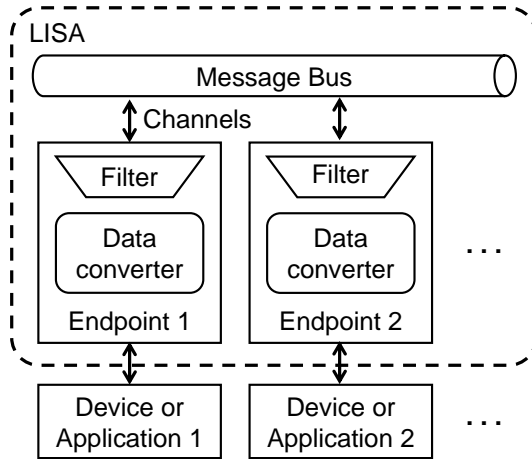 LISA
Message Bus
Channels
Filter
Filter
Data
converter
Data
converter
...
Endpoint 1
Endpoint 2
Device or
Application 1
Device or
Application 2
...